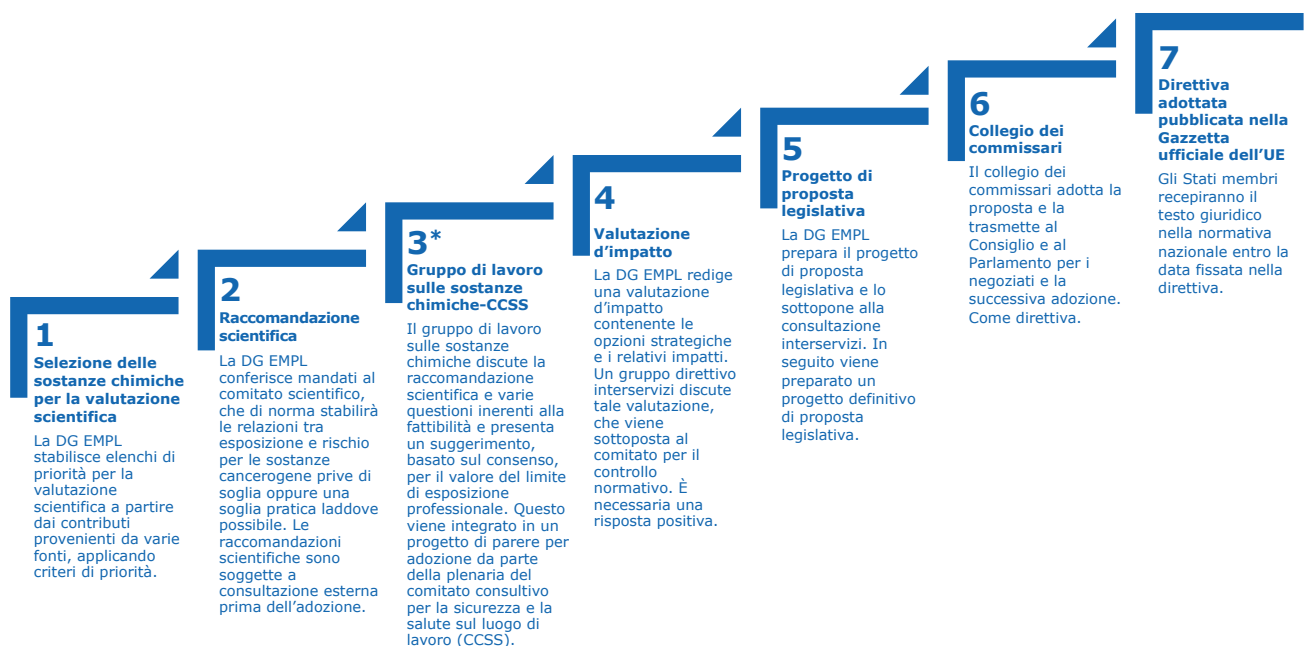 1
Selezione delle
sostanze chimiche
per la valutazione
scientifica
La DG EMPL
stabilisce elenchi di
priorità per la
valutazione
scientifica a partire
dai contributi
provenienti da varie
fonti, applicando
criteri di priorità.
2
Raccomandazione
scientifica
La DG EMPL
conferisce mandati al
comitato scientifico,
che di norma stabilirà
le relazioni tra
esposizione e rischio
per le sostanze
cancerogene prive di
soglia oppure una
soglia pratica laddove
possibile. Le
raccomandazioni
scientifiche sono
soggette a
consultazione esterna
prima dell’adozione.
3*
Gruppo di lavoro
sulle sostanze
chimiche-CCSS
Il gruppo di lavoro
sulle sostanze
chimiche discute la
raccomandazione
scientifica e varie
questioni inerenti alla
fattibilità e presenta
un suggerimento,
basato sul consenso,
per il valore del limite
di esposizione
professionale. Questo
viene integrato in un
progetto di parere per
adozione da parte
della plenaria del
comitato consultivo
per la sicurezza e la
salute sul luogo di
lavoro (CCSS).
4
Valutazione
d’impatto
La DG EMPL redige
una valutazione
d’impatto
contenente le
opzioni strategiche
e i relativi impatti.
Un gruppo direttivo
interservizi discute
tale valutazione,
che viene
sottoposta al
comitato per il
controllo
normativo. È
necessaria una
risposta positiva.
5
Progetto di
proposta
legislativa
La DG EMPL
prepara il progetto
di proposta
legislativa e lo
sottopone alla
consultazione
interservizi. In
seguito viene
preparato un
progetto definitivo
di proposta
legislativa.
6
Collegio dei
commissari
Il collegio dei
commissari adotta la
proposta e la
trasmette al
Consiglio e al
Parlamento per i
negoziati e la
successiva adozione.
Come direttiva.
7
Direttiva
adottata
pubblicata nella
Gazzetta
ufficiale dell’UE
Gli Stati membri
recepiranno il
testo giuridico
nella normativa
nazionale entro la
data fissata nella
direttiva.